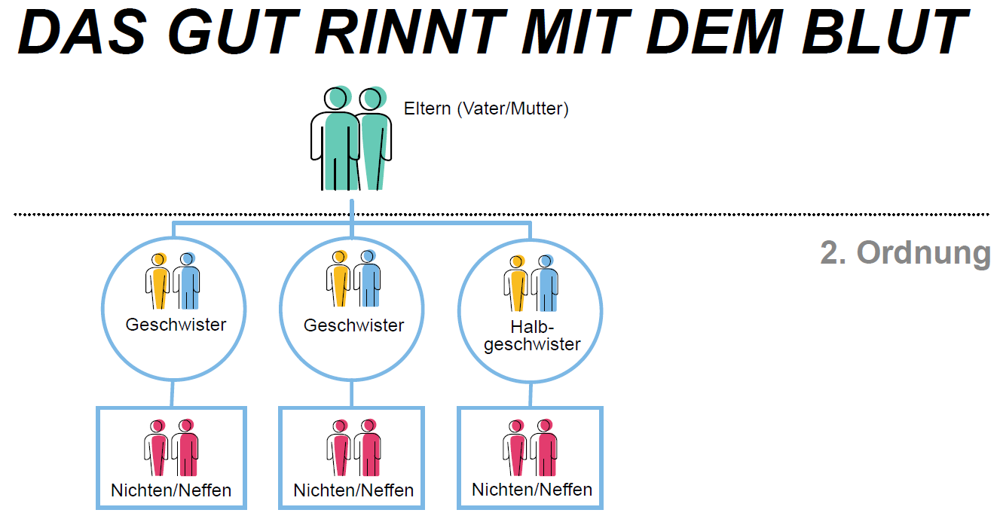 DAS GUT RINNT MIT DEM BLUT
Eltern (Vater/Mutter)
2. Ordnung
Geschwister
Geschwister
Halb-
geschwister
Nichten/Neffen
Nichten/Neffen
Nichten/Neffen